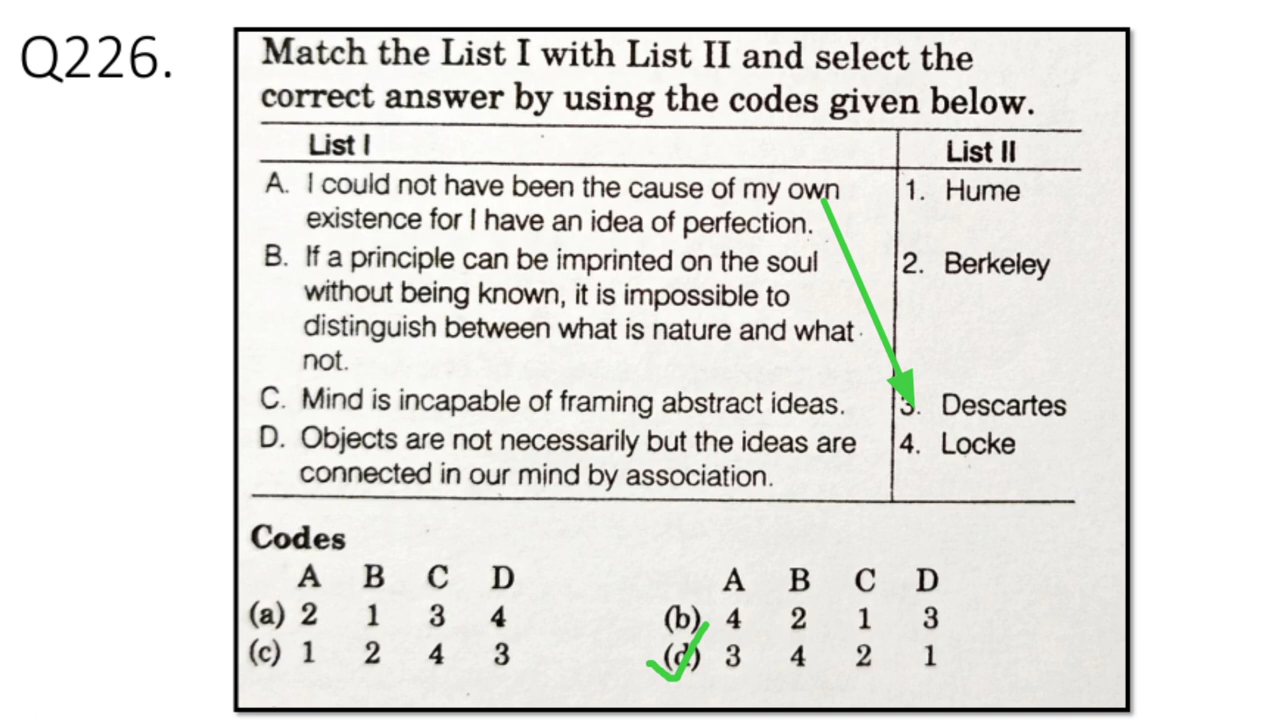 Q226.
Match the List I with List II and select the
correct answer by using the codes given below.
List I List II
A. I could not have been the cause of my own 1. Hume
existence for I have an idea of perfection.
B. If a principle can be imprinted on the soul 2. Berkeley
without being known, it is impossible to
distinguish between what is nature and what
not.
C. Mind is incapable of framing abstract ideas. 3. Descartes
D. Objects are not necessarily but the ideas are 4. Locke
connected in our mind by association.
Codes
A B C D A B C D
(a) 2 1 3 4 (b) 4 2 1 3
(c) 1 2 4 3 (d) 3 4 2 1